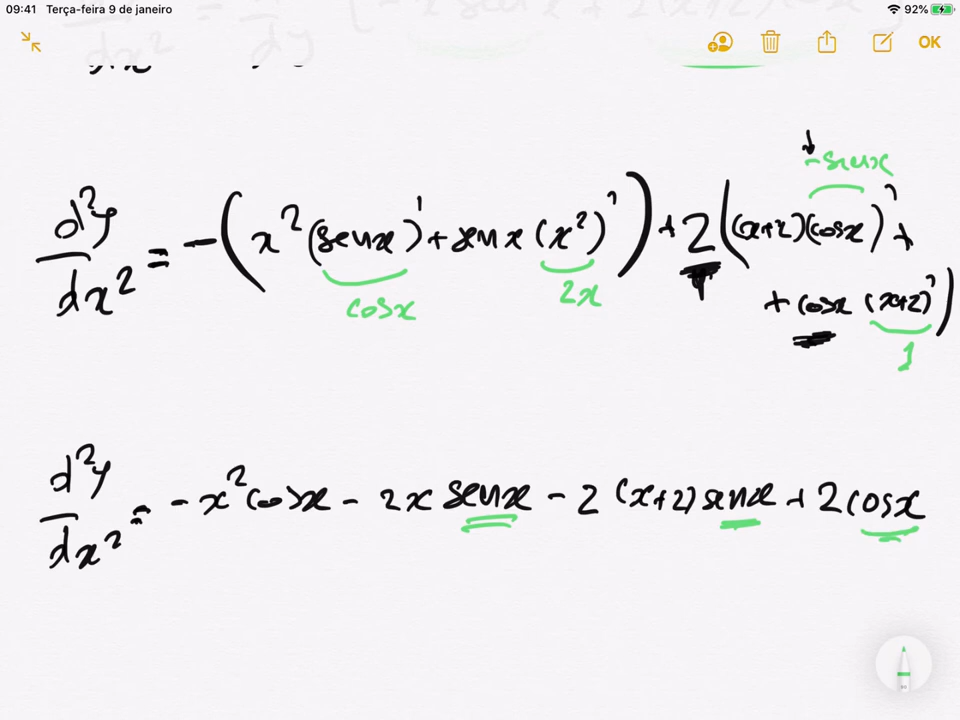 09:41 Terça-feira 9 de janeiro 92%
OK
-senx
d²y/dx² = -(x²(senx)' + senx (x²)') + 2((x+2)(cosx)' +
+ cosx (x+2)')
cosx 2x 1
d²y/dx² = -x²cosx - 2x senx - 2(x+2)senx + 2cosx